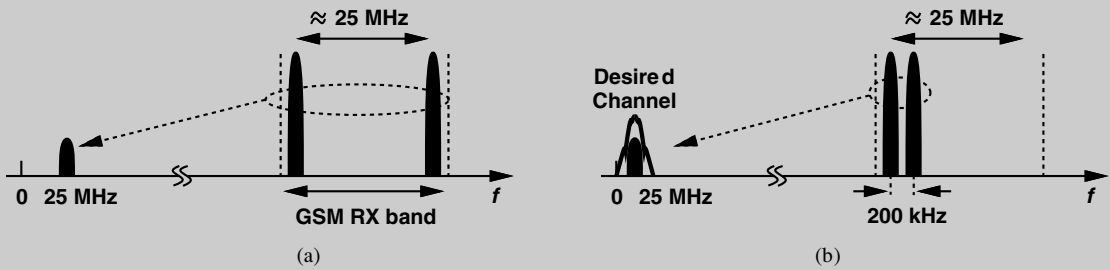 ≈ 25 MHz
0
25 MHz
GSM RX band
f
(a)
≈ 25 MHz
Desired
Channel
0
25 MHz
200 kHz
f
(b)